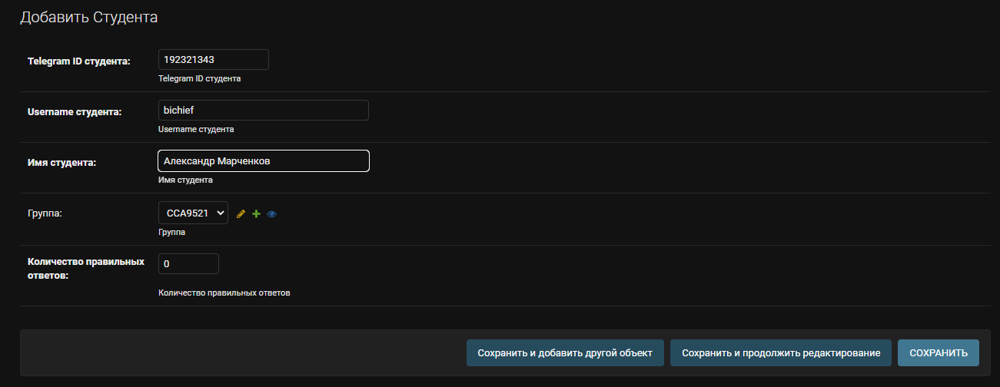 Добавить Студента
Telegram ID студента:
192321343
Telegram ID студента
Username студента:
bichief
Username студента
Имя студента:
Александр Марченков
Имя студента
Группа:
CCA9521
Группа
Количество правильных
ответов:
0
Количество правильных ответов
Сохранить и добавить другой объект
Сохранить и продолжить редактирование
СОХРАНИТЬ